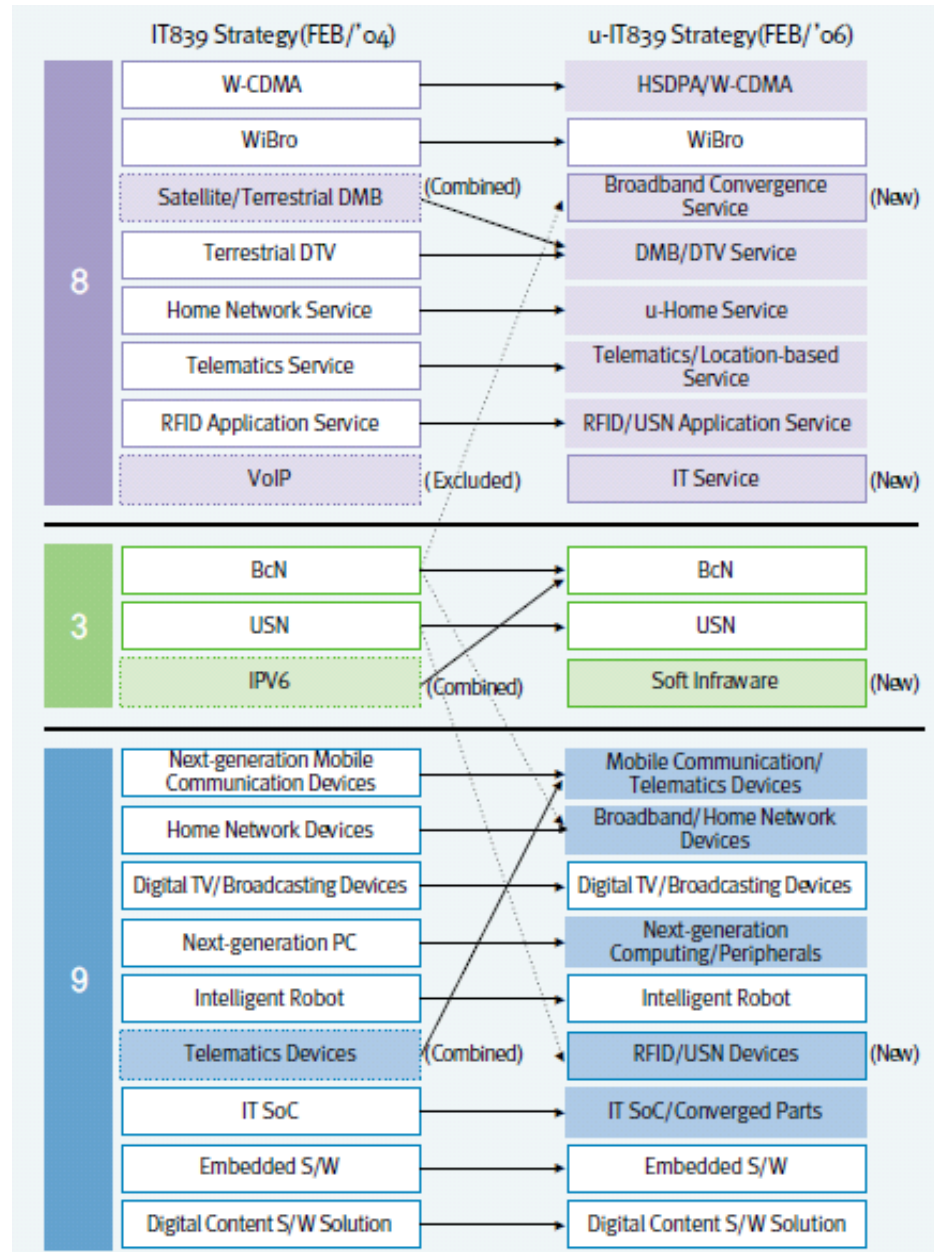 IT839 Strategy(FEB/'04)
u-IT839 Strategy(FEB/'06)
8
W-CDMA
HSDPA/W-CDMA
WiBro
WiBro
Satellite/Terrestrial DMB
(Combined)
Broadband Convergence
Service
(New)
Terrestrial DTV
DMB/DTV Service
Home Network Service
u-Home Service
Telematics Service
Telematics/Location-based
Service
RFID Application Service
RFID/USN Application Service
VoIP
(Excluded)
IT Service
(New)
3
BcN
BcN
USN
USN
IPV6
(Combined)
Soft Infraware
(New)
9
Next-generation Mobile
Communication Devices
Mobile Communication/
Telematics Devices
Home Network Devices
Broadband/Home Network
Devices
Digital TV/Broadcasting Devices
Digital TV/Broadcasting Devices
Next-generation PC
Next-generation
Computing/Peripherals
Intelligent Robot
Intelligent Robot
Telematics Devices
(Combined)
RFID/USN Devices
(New)
IT SoC
IT SoC/Converged Parts
Embedded S/W
Embedded S/W
Digital Content S/W Solution
Digital Content S/W Solution